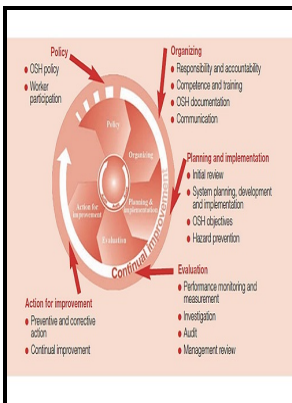 Policy
• OSH policy
• Worker
participation
Organizing
• Responsibility and accountability
• Competence and training
• OSH documentation
• Communication
Planning and implementation
• Initial review
• System planning, development
and implementation
• OSH objectives
• Hazard prevention
Evaluation
• Performance monitoring and
measurement
• Investigation
• Audit
• Management review
Action for improvement
• Preventive and corrective
action
• Continual improvement
Policy
Organizing
Planning &
implementation
Evaluation
Action for
improvement
Continual improvement